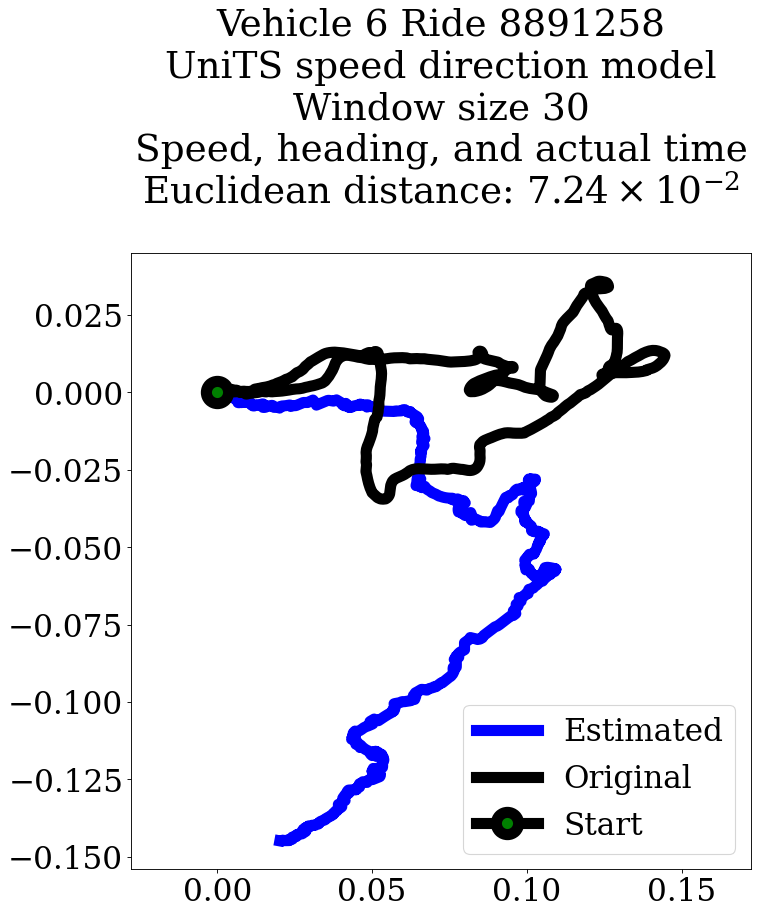 Vehicle 6 Ride 8891258
UniTS speed direction model
Window size 30
Speed, heading, and actual time
Euclidean distance: 7.24 × 10⁻²
0.025
0.000
−0.025
−0.050
−0.075
−0.100
−0.125
−0.150
Estimated
Original
Start
0.00 0.05 0.10 0.15